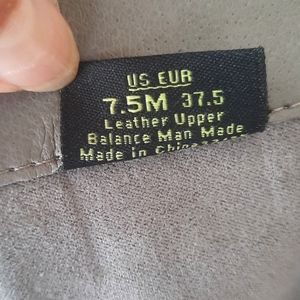 US EUR
7.5M 37.5
Leather Upper
Balance Man Made
Made in China